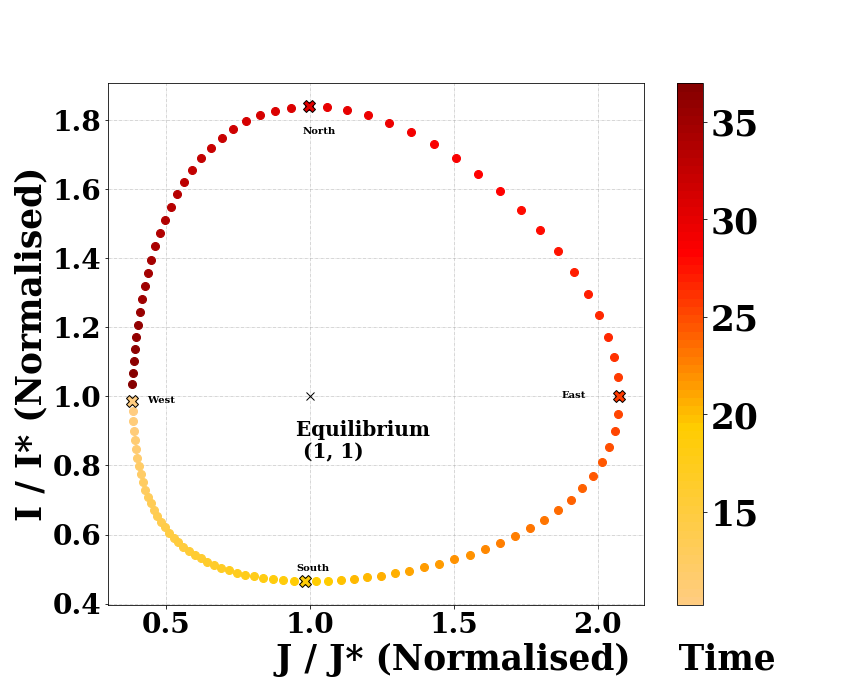 I / I* (Normalised)
1.8
1.6
1.4
1.2
1.0
0.8
0.6
0.4
North
West
East
Equilibrium
(1, 1)
South
0.5
1.0
1.5
2.0
J / J* (Normalised)
35
30
25
20
15
Time